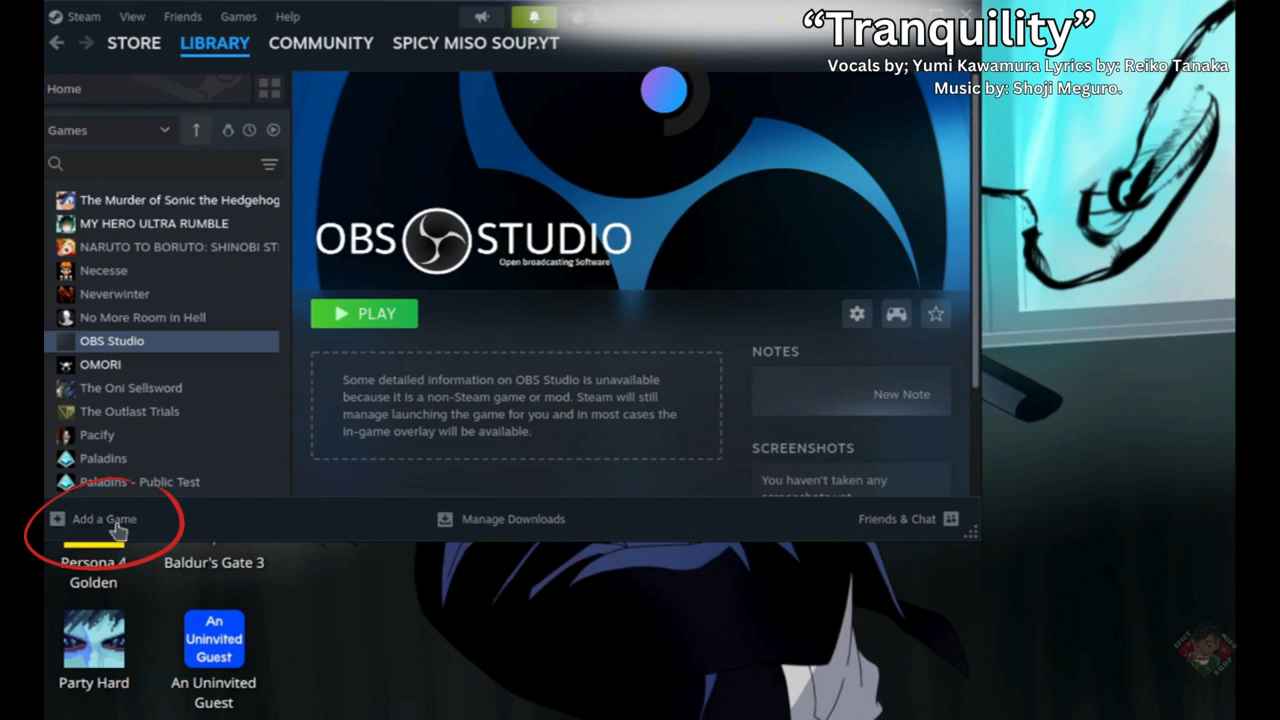 Steam View Friends Games Help
“Tranquility”
STORE LIBRARY COMMUNITY SPICY MISO SOUP.YT
Vocals by; Yumi Kawamura Lyrics by: Reiko Tanaka
Music by: Shoji Meguro.
Home
Games
The Murder of Sonic the Hedgehog
MY HERO ULTRA RUMBLE
NARUTO TO BORUTO: SHINOBI ST
Necesse
Neverwinter
No More Room in Hell
OBS Studio
OMORI
The Oni Sellsword
The Outlast Trials
Pacify
Paladins
Paladins - Public Test
OBS STUDIO
Open broadcasting Software
PLAY
Some detailed information on OBS Studio is unavailable
because it is a non-Steam game or mod. Steam will still
manage launching the game for you and in most cases the
in-game overlay will be available.
NOTES
New Note
SCREENSHOTS
You haven't taken any
screenshots yet
Add a Game
Manage Downloads
Friends & Chat
Persona 4
Golden
Baldur's Gate 3
An
Uninvited
Guest
Party Hard
An Uninvited
Guest
SPICY MISO SOUP